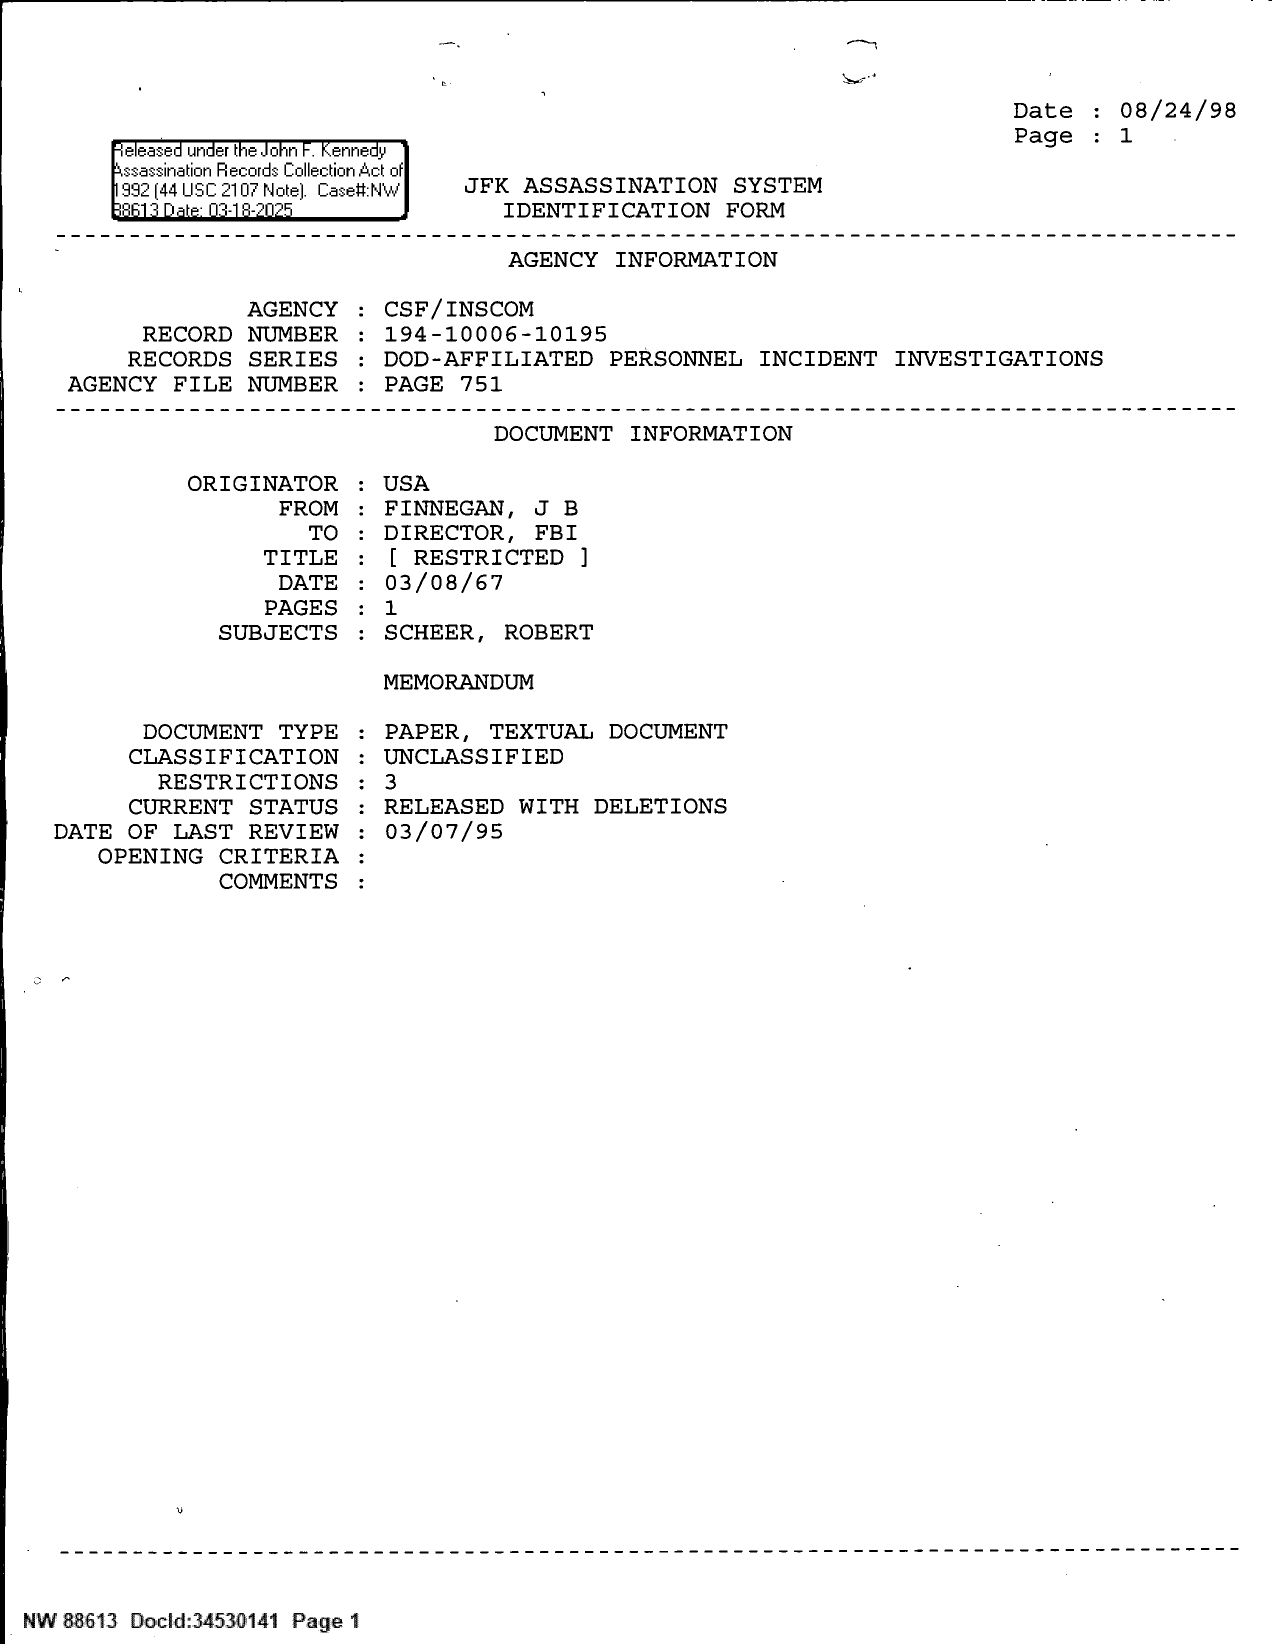 Date : 08/24/98
Page : 1
Released under the John F. Kennedy
Assassination Records Collection Act of
1992 (44 USC 2107 Note). Case#:NW
88613 Date: 03-18-2025
JFK ASSASSINATION SYSTEM
IDENTIFICATION FORM
AGENCY INFORMATION
AGENCY : CSF/INSCOM
RECORD NUMBER : 194-10006-10195
RECORDS SERIES : DOD-AFFILIATED PERSONNEL INCIDENT INVESTIGATIONS
AGENCY FILE NUMBER : PAGE 751
DOCUMENT INFORMATION
ORIGINATOR : USA
FROM : FINNEGAN, J B
TO : DIRECTOR, FBI
TITLE : [ RESTRICTED ]
DATE : 03/08/67
PAGES : 1
SUBJECTS : SCHEER, ROBERT
MEMORANDUM
DOCUMENT TYPE : PAPER, TEXTUAL DOCUMENT
CLASSIFICATION : UNCLASSIFIED
RESTRICTIONS : 3
CURRENT STATUS : RELEASED WITH DELETIONS
DATE OF LAST REVIEW : 03/07/95
OPENING CRITERIA :
COMMENTS :
NW 88613 DocId:34530141 Page 1